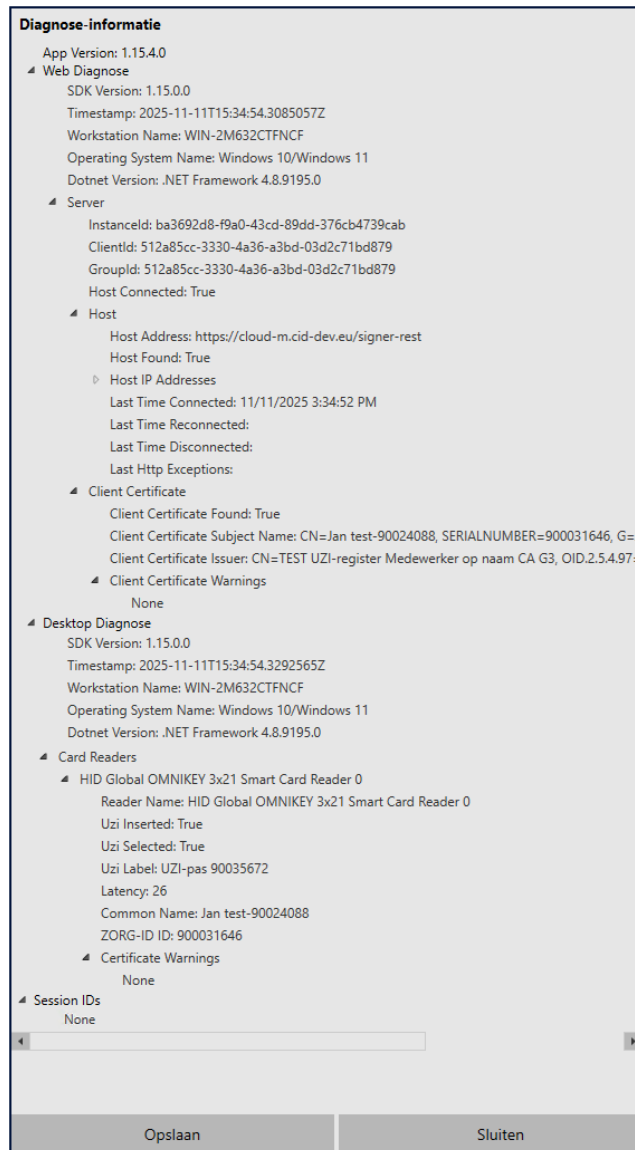 Diagnose-informatie
App Version: 1.15.4.0
Web Diagnose
SDK Version: 1.15.0.0
Timestamp: 2025-11-11T15:34:54.3085057Z
Workstation Name: WIN-2M632CTFNCF
Operating System Name: Windows 10/Windows 11
Dotnet Version: .NET Framework 4.8.9195.0
Server
InstanceId: ba3692d8-f9a0-43cd-89dd-376cb4739cab
ClientId: 512a85cc-3330-4a36-a3bd-03d2c71bd879
GroupId: 512a85cc-3330-4a36-a3bd-03d2c71bd879
Host Connected: True
Host
Host Address: https://cloud-m.cid-dev.eu/signer-rest
Host Found: True
Host IP Addresses
Last Time Connected: 11/11/2025 3:34:52 PM
Last Time Reconnected:
Last Time Disconnected:
Last Http Exceptions:
Client Certificate
Client Certificate Found: True
Client Certificate Subject Name: CN=Jan test-90024088, SERIALNUMBER=900031646, G=
Client Certificate Issuer: CN=TEST UZI-register Medewerker op naam CA G3, OID.2.5.4.97=
Client Certificate Warnings
None
Desktop Diagnose
SDK Version: 1.15.0.0
Timestamp: 2025-11-11T15:34:54.3292565Z
Workstation Name: WIN-2M632CTFNCF
Operating System Name: Windows 10/Windows 11
Dotnet Version: .NET Framework 4.8.9195.0
Card Readers
HID Global OMNIKEY 3x21 Smart Card Reader 0
Reader Name: HID Global OMNIKEY 3x21 Smart Card Reader 0
Uzi Inserted: True
Uzi Selected: True
Uzi Label: UZI-pas 90035672
Latency: 26
Common Name: Jan test-90024088
ZORG-ID ID: 900031646
Certificate Warnings
None
Session IDs
None
Opslaan
Sluiten